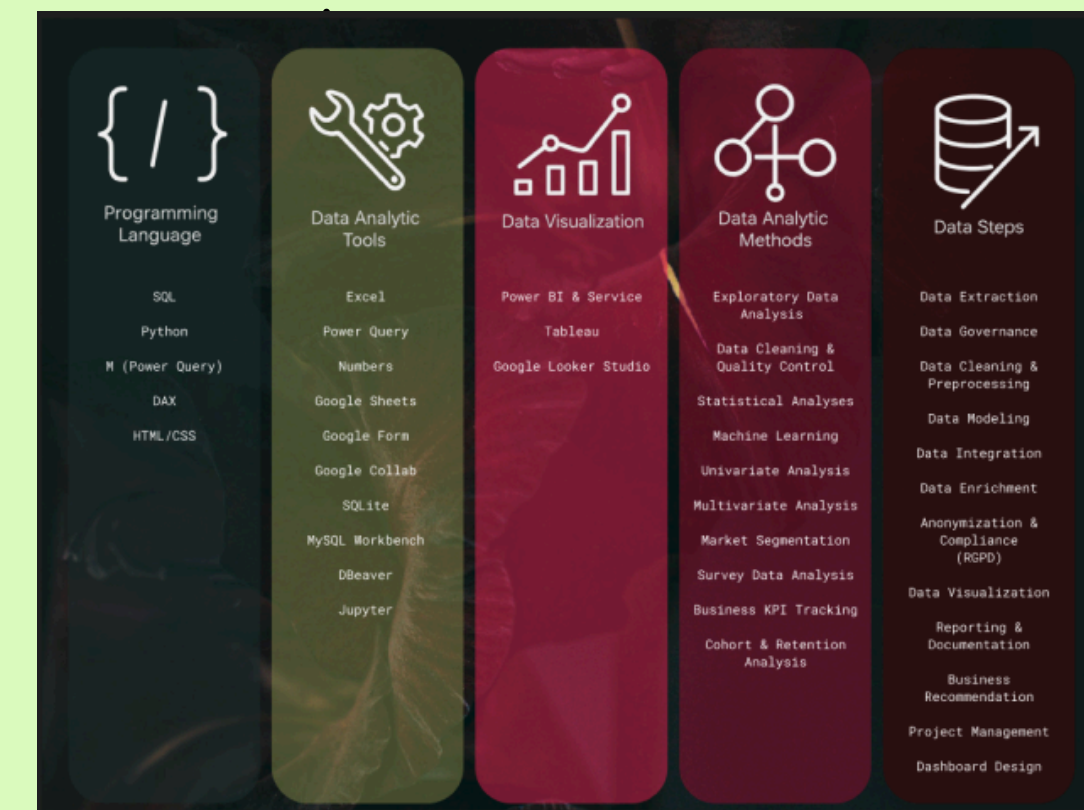 Programming
Language
SQL
Python
M (Power Query)
DAX
HTML/CSS
Data Analytic
Tools
Excel
Power Query
Numbers
Google Sheets
Google Form
Google Collab
SQLite
MySQL Workbench
DBeaver
Jupyter
Data Visualization
Power BI & Service
Tableau
Google Looker Studio
Data Analytic
Methods
Exploratory Data
Analysis
Data Cleaning &
Quality Control
Statistical Analyses
Machine Learning
Univariate Analysis
Multivariate Analysis
Market Segmentation
Survey Data Analysis
Business KPI Tracking
Cohort & Retention
Analysis
Data Steps
Data Extraction
Data Governance
Data Cleaning &
Preprocessing
Data Modeling
Data Integration
Data Enrichment
Anonymization &
Compliance
(RGPD)
Data Visualization
Reporting &
Documentation
Business
Recommendation
Project Management
Dashboard Design